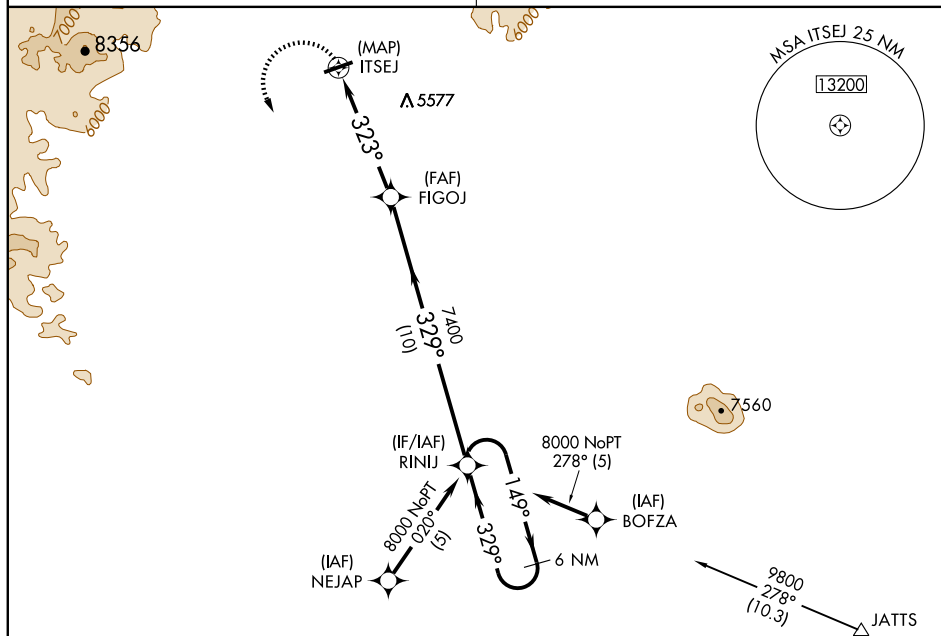 7000
8356
6000
(MAP)
ITSEJ
6000
MSA ITSEJ 25 NM
13200
5577
323°
(FAF)
FIGOJ
7400
329°
(10)
7560
(IF/IAF)
RINIJ
8000 NoPT
278° (5)
149°
329°
(IAF)
BOFZA
8000 NoPT
020°
(5)
6 NM
(IAF)
NEJAP
9800
278°
(10.3)
JATTS